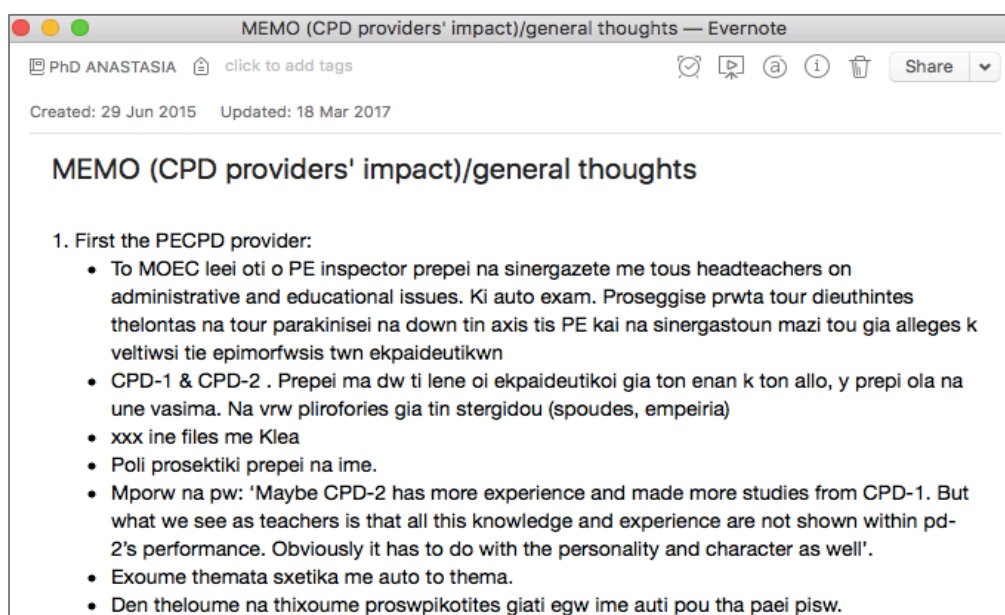 MEMO (CPD providers' impact)/general thoughts — Evernote
PhD ANASTASIA click to add tags Share
Created: 29 Jun 2015 Updated: 18 Mar 2017
MEMO (CPD providers' impact)/general thoughts
1. First the PECPD provider:
• To MOEC leei oti o PE inspector prepei na sinergazete me tous headteachers on
administrative and educational issues. Ki auto exam. Proseggise prwta tour dieuthintes
thelontas na tour parakinisei na down tin axis tis PE kai na sinergastoun mazi tou gia alleges k
veltiwsi tie epimorfwsis twn ekpaideutikwn
• CPD-1 & CPD-2 . Prepei ma dw ti lene oi ekpaideutikoi gia ton enan k ton allo, y prepi ola na
une vasima. Na vrw plirofories gia tin stergidou (spoudes, empeiria)
• xxx ine files me Klea
• Poli prosektiki prepei na ime.
• Mporw na pw: ‘Maybe CPD-2 has more experience and made more studies from CPD-1. But
what we see as teachers is that all this knowledge and experience are not shown within pd-
2’s performance. Obviously it has to do with the personality and character as well’.
• Exoume themata sxetika me auto to thema.
• Den theloume na thixoume proswpikotites giati egw ime auti pou tha paei pisw.